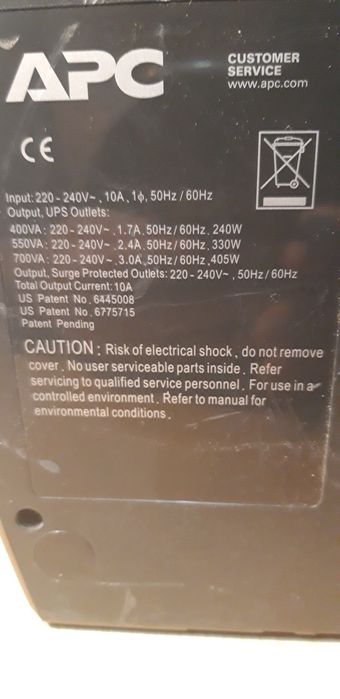 APC
CUSTOMER
SERVICE
www.apc.com
CE
Input: 220 - 240V~ , 10A, 1ϕ, 50Hz / 60Hz
Output, UPS Outlets:
400VA : 220 - 240V~ , 1.7A, 50Hz / 60Hz, 240W
550VA : 220 - 240V~ , 2.4A, 50Hz / 60Hz, 330W
700VA : 220 - 240V~ , 3.0A, 50Hz / 60Hz, 405W
Output, Surge Protected Outlets: 220 - 240V~ , 50Hz / 60Hz
Total Output Current: 10A
US Patent No. 6445008
US Patent No. 6775715
Patent Pending
CAUTION : Risk of electrical shock, do not remove
cover. No user serviceable parts inside. Refer
servicing to qualified service personnel. For use in a
controlled environment. Refer to manual for
environmental conditions.